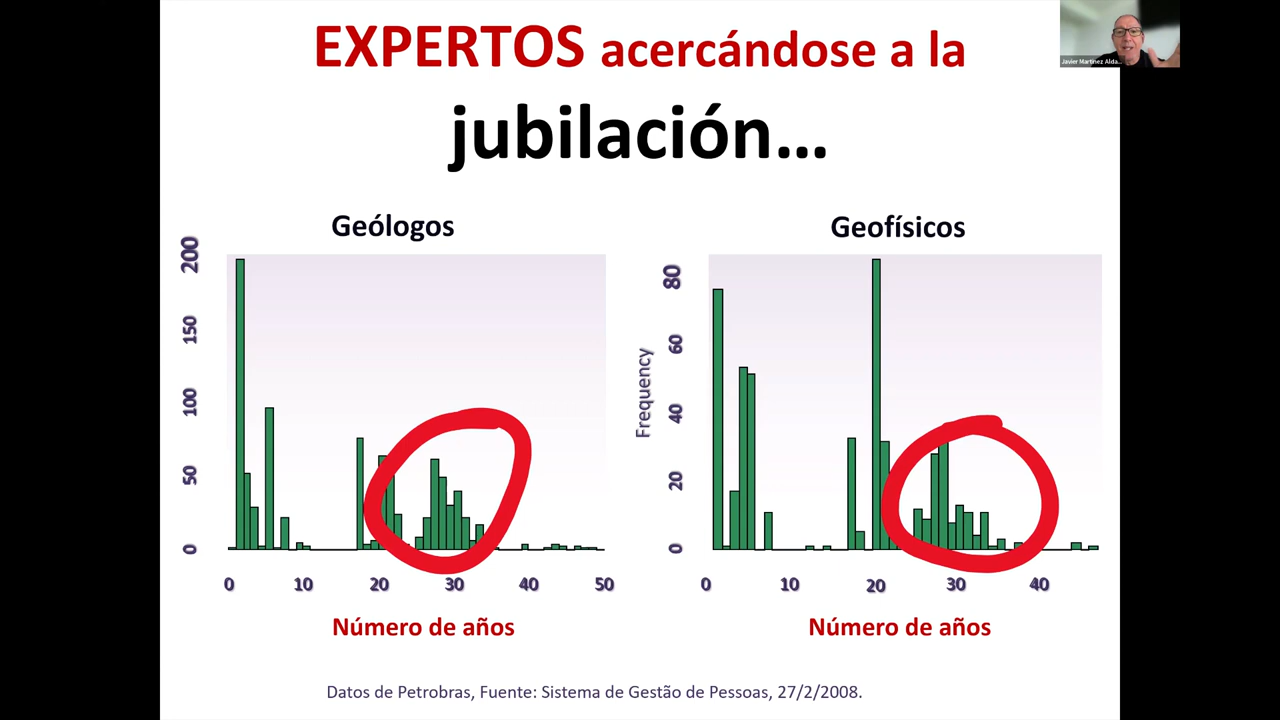 EXPERTOS acercándose a la
jubilación...
Javier Martinez Alda...
Geólogos
Geofísicos
200
150
100
50
0
0 10 20 30 40 50
Número de años
Frequency
80
60
40
20
0
0 10 20 30 40
Número de años
Datos de Petrobras, Fuente: Sistema de Gestão de Pessoas, 27/2/2008.